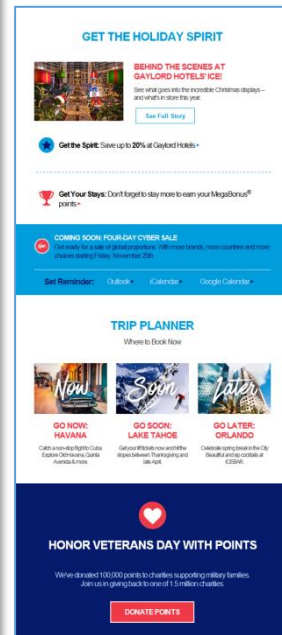 GET THE HOLIDAY SPIRIT
BEHIND THE SCENES AT
GAYLORD HOTELS' ICE!
See what goes into the incredible Christmas displays –
and what's in store this year.
See Full Story
Get the Spirit: Save up to 20% at Gaylord Hotels
Get Your Stays: Don't forget to stay more to earn your MegaBonus®
points
COMING SOON: FOUR-DAY CYBER SALE
Get ready for a sale of global proportions. With more brands, more countries and more
choices starting Friday, November 25th
Set Reminder: Outlook iCalendar Google Calendar
TRIP PLANNER
Where to Book Now
Now
Soon
Later
GO NOW:
HAVANA
Catch a non-stop flight to Cuba.
Explore Old Havana, Quinta
Avenida & more.
GO SOON:
LAKE TAHOE
Get your lift tickets now and hit the
slopes between Thanksgiving and
late April.
GO LATER:
ORLANDO
Celebrate spring break in the City
Beautiful and sip cocktails at
ICEBAR.
HONOR VETERANS DAY WITH POINTS
We've donated 100,000 points to charities supporting military families.
Join us in giving back to one of 1.5 million charities.
DONATE POINTS